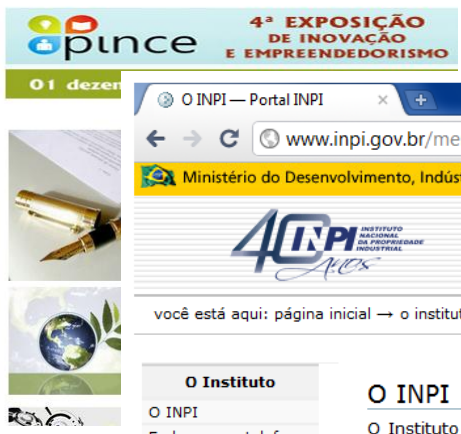 epince
4ª EXPOSIÇÃO
DE INOVAÇÃO
E EMPREENDEDORISMO
01 dezem
O INPI — Portal INPI
www.inpi.gov.br/me
Ministério do Desenvolvimento, Indús
40 INPI
INSTITUTO
NACIONAL
DA PROPRIEDADE
INDUSTRIAL
Anos
você está aqui: página inicial → o institut
O Instituto
O INPI
O INPI
O Instituto